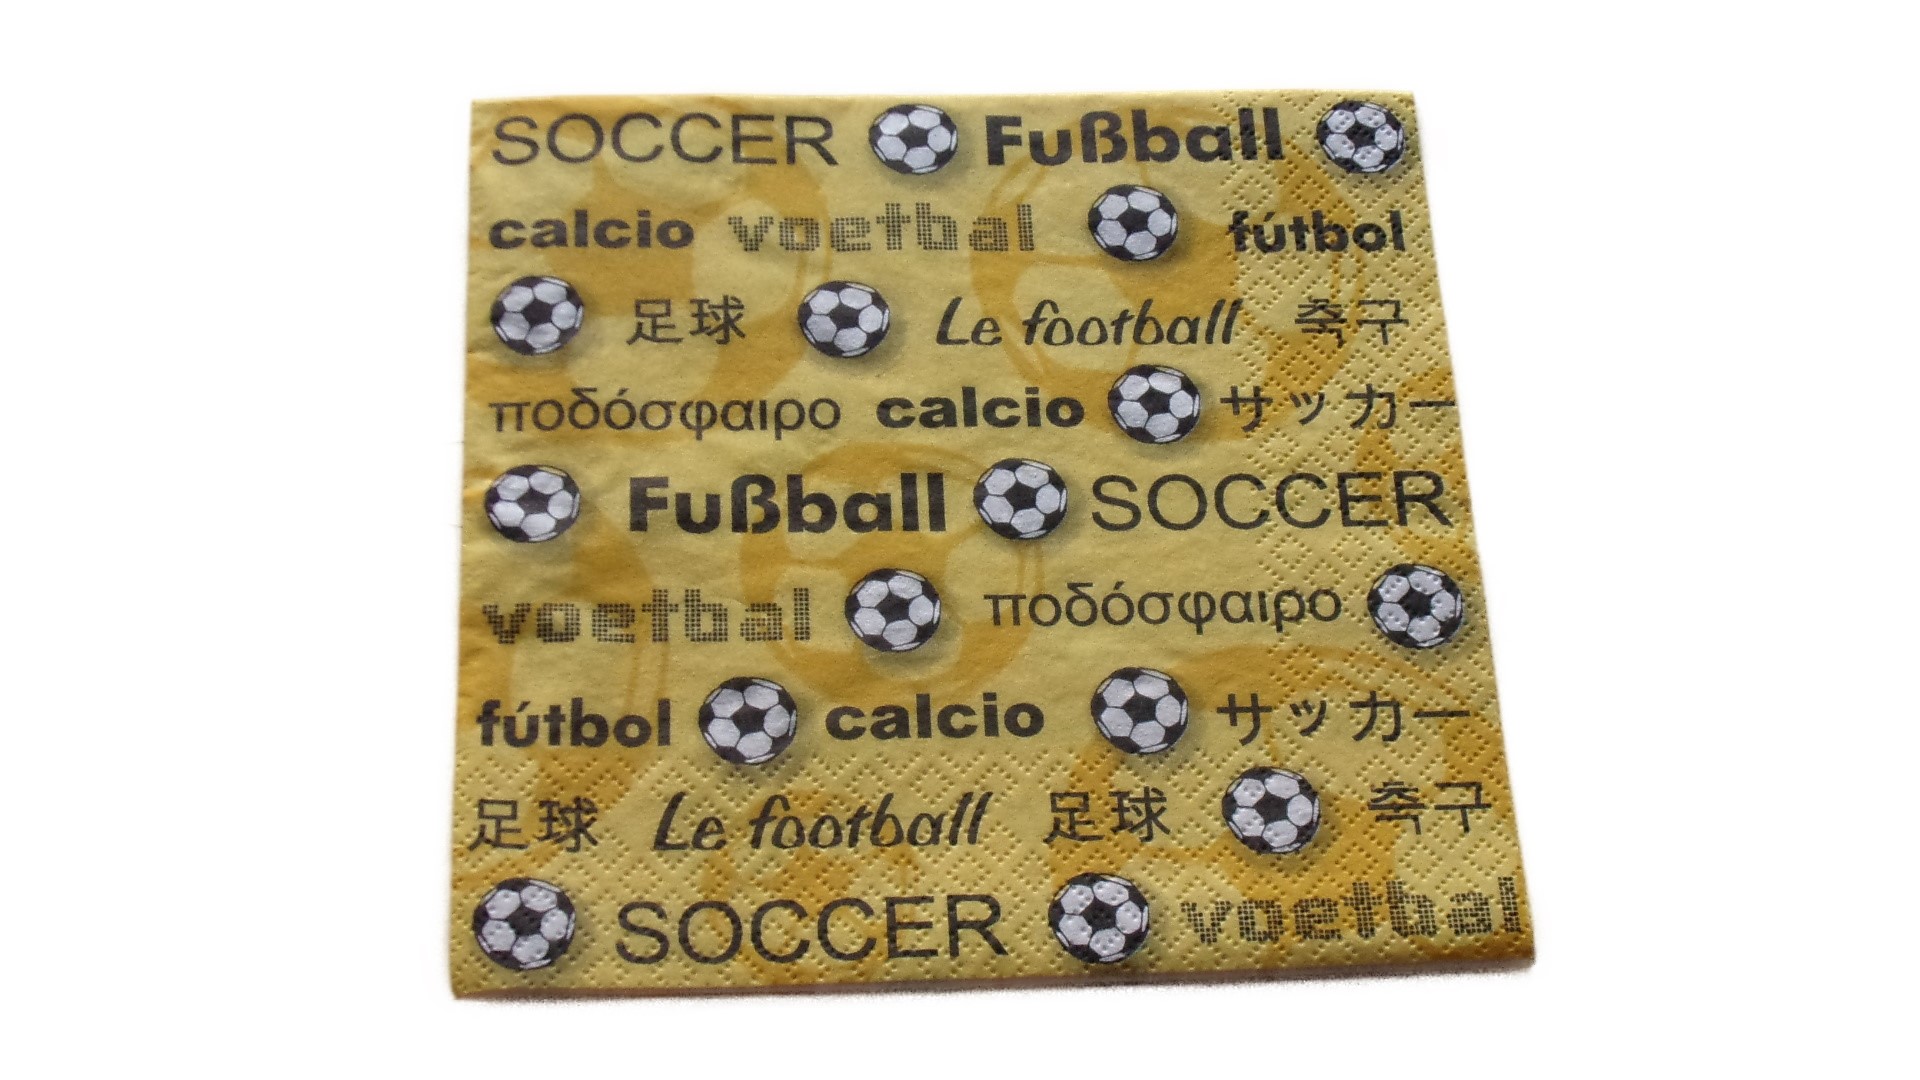 SOCCER Fußball
calcio voetbal fútbol
足球 Le football 축구
ποδόσφαιρο calcio サッカー
Fußball SOCCER
voetbal ποδόσφαιρο
fútbol calcio サッカー
足球 Le football 足球 축구
SOCCER voetbal